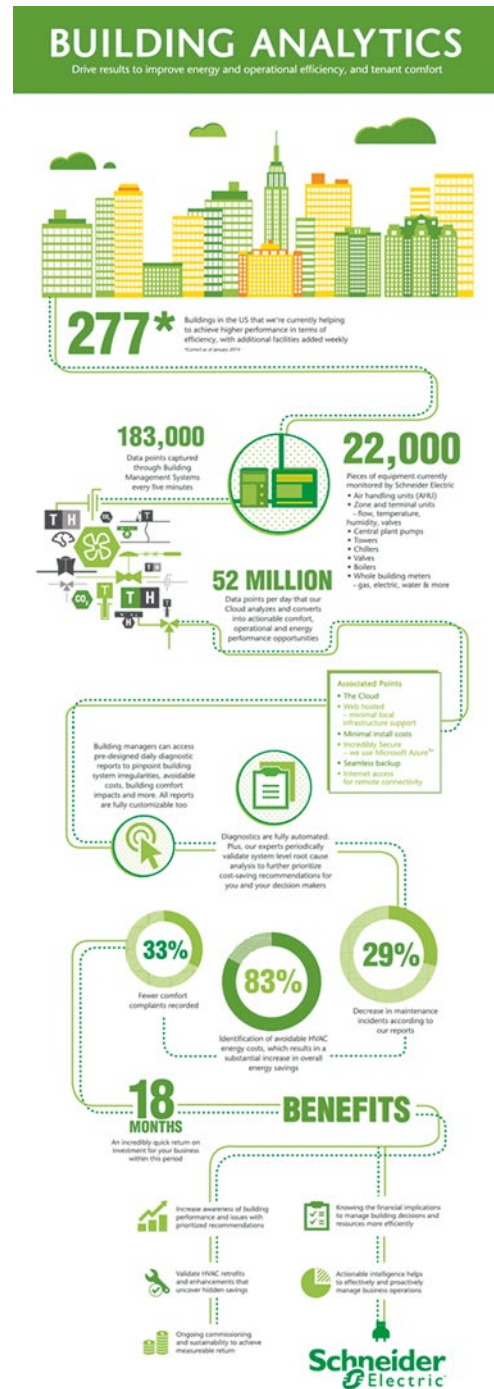 BUILDING ANALYTICS
Drive results to improve energy and operational efficiency, and tenant comfort
277*
Buildings in the US that we're currently helping
to achieve higher performance in terms of
efficiency, with additional facilities added weekly
*Correct as of January 2014
183,000
Data points captured
through Building
Management Systems
every five minutes
22,000
Pieces of equipment currently
monitored by Schneider Electric
• Air handling units (AHU)
• Zone and terminal units
- flow, temperature,
humidity, valves
• Central plant pumps
• Towers
• Chillers
• Valves
• Boilers
• Whole building meters
- gas, electric, water & more
T H
T
T H
CO₂
T
T H
T
H
52 MILLION
Data points per day that our
Cloud analyzes and converts
into actionable comfort,
operational and energy
performance opportunities
Associated Points
• The Cloud
• Web hosted
– minimal local
infrastructure support
• Minimal install costs
• Incredibly Secure
– we use Microsoft Azure™
• Seamless backup
• Internet access
for remote connectivity
Building managers can access
pre-designed daily diagnostic
reports to pinpoint building
system irregularities, avoidable
costs, building comfort
impacts and more. All reports
are fully customizable too
Diagnostics are fully automated.
Plus, our experts periodically
validate system level root cause
analysis to further prioritize
cost-saving recommendations for
you and your decision makers
33%
Fewer comfort
complaints recorded
83%
Identification of avoidable HVAC
energy costs, which results in a
substantial increase in overall
energy savings
29%
Decrease in maintenance
incidents according to
our reports
18
MONTHS
An incredibly quick return on
investment for your business
within this period
BENEFITS
Increase awareness of building
performance and issues with
prioritized recommendations
Knowing the financial implications
to manage building decisions and
resources more efficiently
Validate HVAC retrofits
and enhancements that
uncover hidden savings
Actionable intelligence helps
to effectively and proactively
manage business operations
Ongoing commissioning
and sustainability to achieve
measureable return
Schneider
Electric